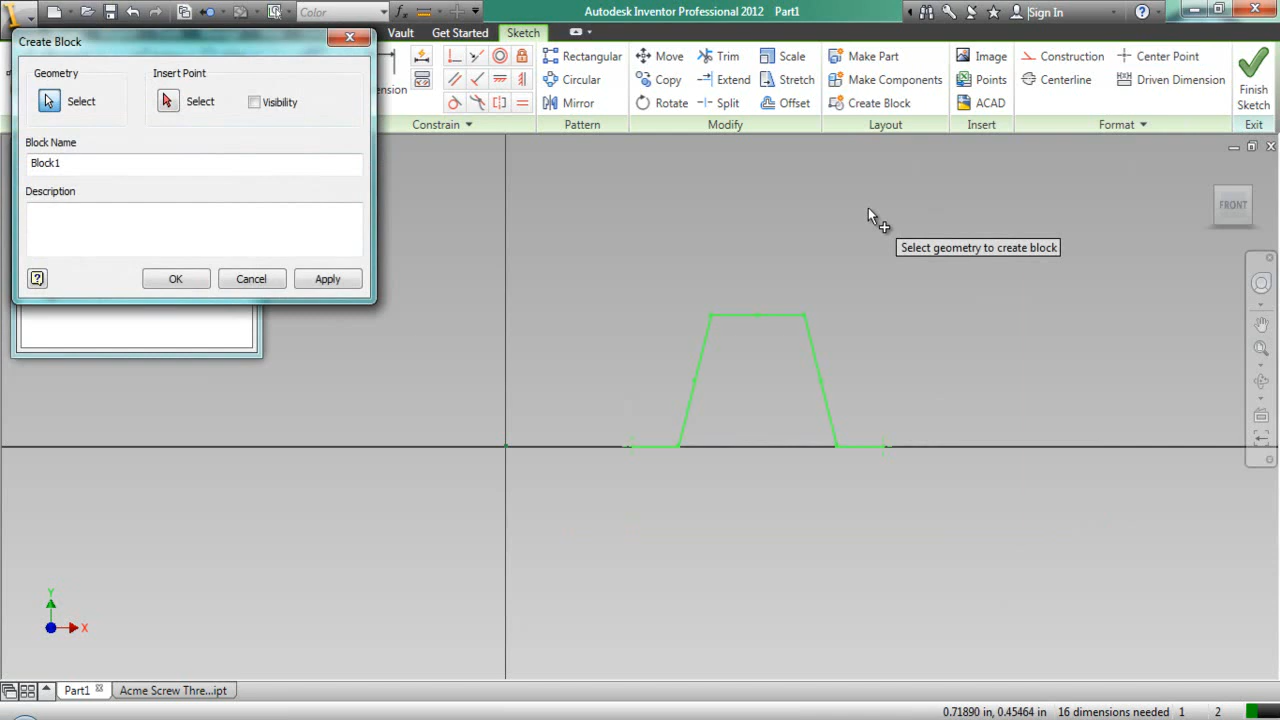 Color
Autodesk Inventor Professional 2012 Part1
Sign In
Create Block
Vault Get Started Sketch
Geometry
Select
Insert Point
Select
Visibility
Block Name
Block1
Description
OK Cancel Apply
Constrain
Rectangular
Circular
Mirror
Pattern
Move Trim Scale
Copy Extend Stretch
Rotate Split Offset
Modify
Make Part
Make Components
Create Block
Layout
Image
Points
ACAD
Insert
Construction Center Point
Centerline Driven Dimension
Format
Finish
Sketch
Exit
FRONT
Select geometry to create block
Y
X
Part1 Acme Screw Thre...ipt
0.71890 in, 0.45464 in 16 dimensions needed 1 2